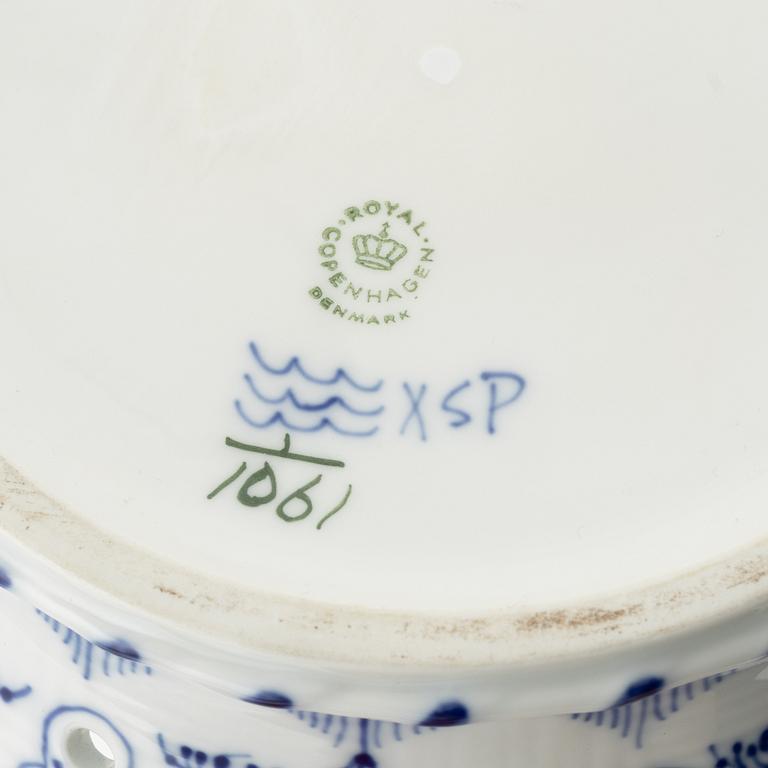 ROYAL
COPENHAGEN
DENMARK
XSP
1
1061